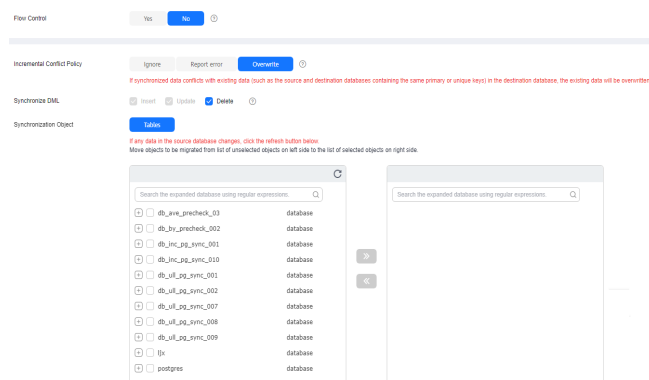 Flow Control Yes No
Incremental Conflict Policy Ignore Report error Overwrite
If synchronized data conflicts with existing data (such as the source and destination databases containing the same primary or unique keys) in the destination database, the existing data will be overwritten
Synchronize DML Insert Update Delete
Synchronization Object Tables
If any data in the source database changes, click the refresh button below.
Move objects to be migrated from list of unselected objects on left side to the list of selected objects on right side.
Search the expanded database using regular expressions. Search the expanded database using regular expressions.
db_ave_precheck_03 database
db_by_precheck_002 database
db_inc_pg_sync_001 database
db_inc_pg_sync_010 database
db_ull_pg_sync_001 database
db_ull_pg_sync_002 database
db_ull_pg_sync_007 database
db_ull_pg_sync_008 database
db_ull_pg_sync_009 database
ljx database
postgres database